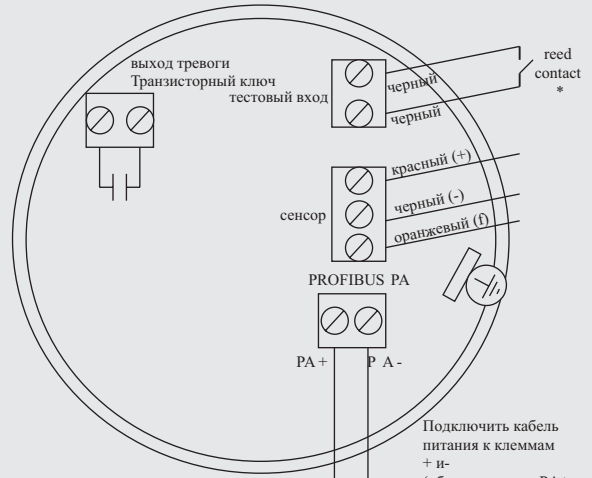 выход тревоги
Транзисторный ключ
тестовый вход
черный
черный
reed
contact
*
красный (+)
черный (-)
оранжевый (f)
сенсор
PROFIBUS PA
PA +
P A -
Подключить кабель
питания к клеммам
+ и-